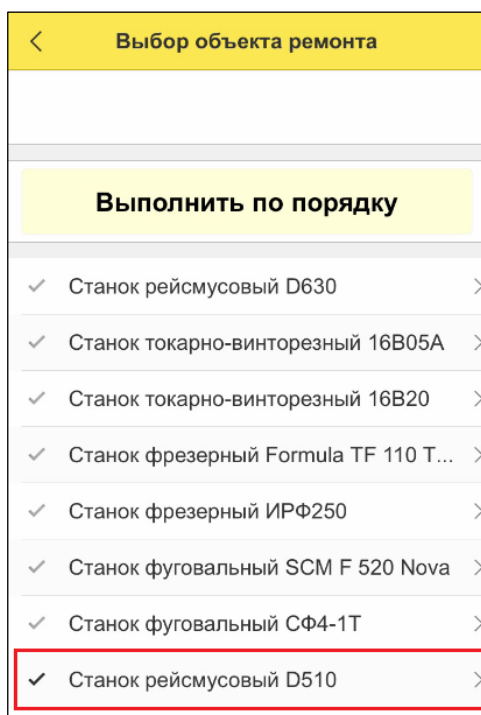 Выбор объекта ремонта
Выполнить по порядку
Станок рейсмусовый D630
Станок токарно-винторезный 16В05А
Станок токарно-винторезный 16В20
Станок фрезерный Formula TF 110 T...
Станок фрезерный ИРФ250
Станок фуговальный SCM F 520 Nova
Станок фуговальный СФ4-1Т
Станок рейсмусовый D510